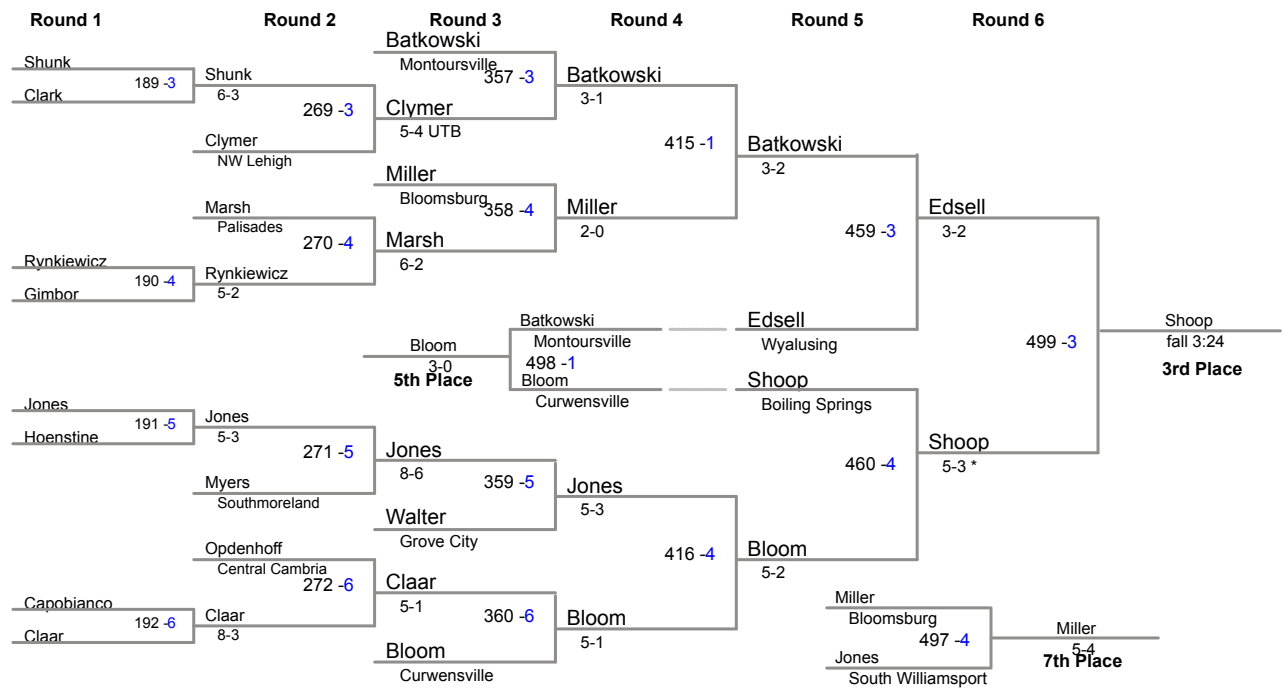 Round 1 Round 2 Round 3 Round 4 Round 5 Round 6
Batkowski
Montoursville
Shunk
189 -3
Clark
Shunk
6-3
357 -3
Batkowski
3-1
269 -3
Clymer
5-4 UTB
Clymer
NW Lehigh
415 -1
Batkowski
3-2
Miller
Bloomsburg
358 -4
Miller
2-0
Marsh
Palisades
270 -4
Marsh
6-2
459 -3
Edsell
3-2
Rynkiewicz
190 -4
Gimbor
Rynkiewicz
5-2
Batkowski
Montoursville
Edsell
Wyalusing
Bloom
3-0
5th Place
498 -1
Bloom
Curwensville
499 -3
Shoop
fall 3:24
3rd Place
Shoop
Boiling Springs
Jones
191 -5
Hoenstine
Jones
5-3
271 -5
Jones
8-6
Shoop
5-3 *
460 -4
Myers
Southmoreland
359 -5
Jones
5-3
Walter
Grove City
Opdenhoff
Central Cambria
272 -6
416 -4
Bloom
5-2
Claar
5-1
Capobianco
192 -6
Claar
Claar
8-3
360 -6
Bloom
5-1
Bloom
Curwensville
Miller
Bloomsburg
497 -4
Miller
5-4
7th Place
Jones
South Williamsport